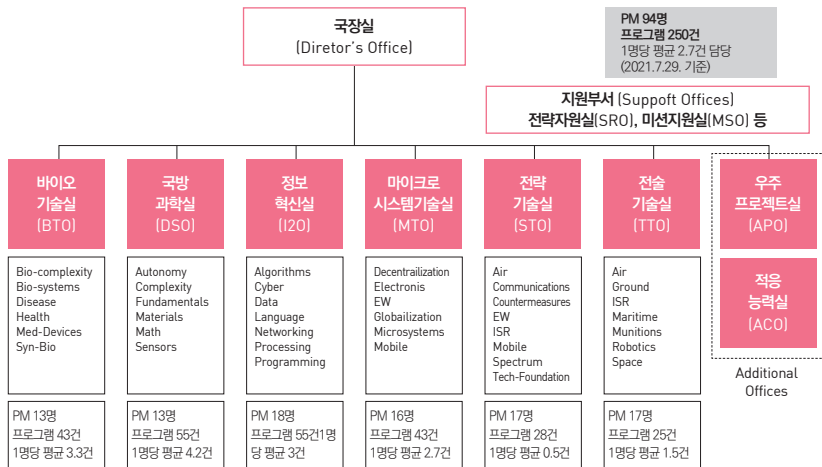 국장실
(Diretor's Office)
PM 94명
프로그램 250건
1명당 평균 2.7건 담당
(2021.7.29. 기준)
지원부서 (Suppoft Offices)
전략자원실(SRO), 미션지원실(MSO) 등
바이오
기술실
(BTO)
국방
과학실
(DSO)
정보
혁신실
(I2O)
마이크로
시스템기술실
(MTO)
전략
기술실
(STO)
전술
기술실
(TTO)
우주
프로젝트실
(APO)
적응
능력실
(ACO)
Additional
Offices
Bio-complexity
Bio-systems
Disease
Health
Med-Devices
Syn-Bio
Autonomy
Complexity
Fundamentals
Materials
Math
Sensors
Algorithms
Cyber
Data
Language
Networking
Processing
Programming
Decentrailization
Electronis
EW
Globailization
Microsystems
Mobile
Air
Communications
Countermeasures
EW
ISR
Mobile
Spectrum
Tech-Foundation
Air
Ground
ISR
Maritime
Munitions
Robotics
Space
PM 13명
프로그램 43건
1명당 평균 3.3건
PM 13명
프로그램 55건
1명당 평균 4.2건
PM 18명
프로그램 55건1명
당 평균 3건
PM 16명
프로그램 43건
1명당 평균 2.7건
PM 17명
프로그램 28건
1명당 평균 0.5건
PM 17명
프로그램 25건
1명당 평균 1.5건